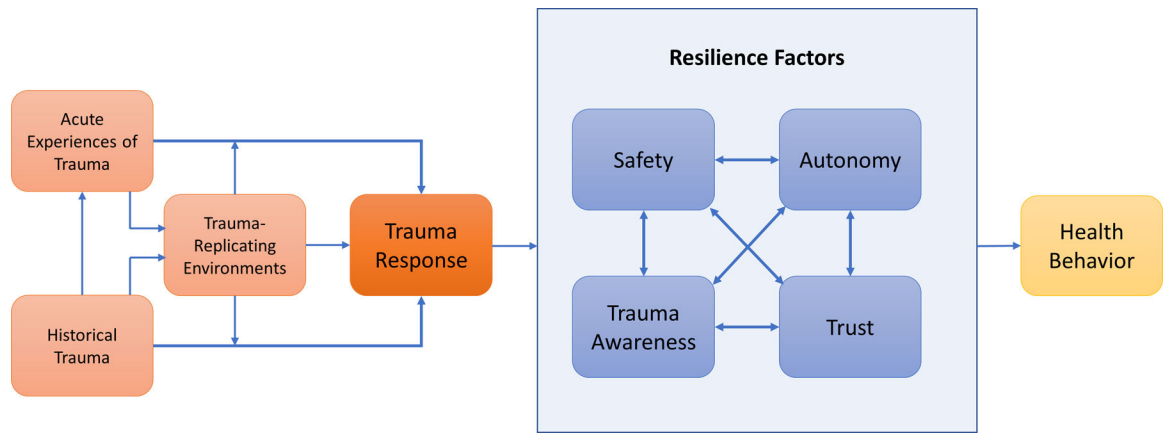 Acute
Experiences of
Trauma
Historical
Trauma
Trauma-
Replicating
Environments
Trauma
Response
Resilience Factors
Safety
Autonomy
Trauma
Awareness
Trust
Health
Behavior